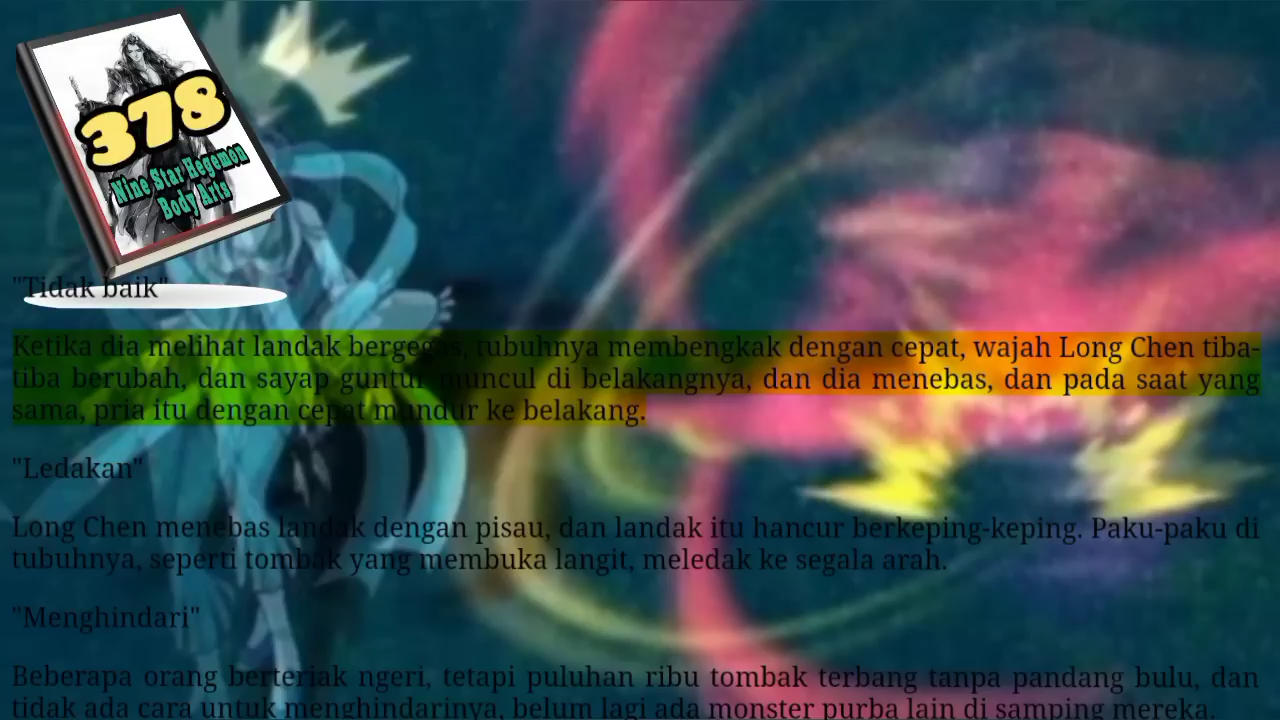 378
Nine Star Hegemon
Body Arts
"Tidak baik"
Ketika dia melihat landak bergegas, tubuhnya membengkak dengan cepat, wajah Long Chen tiba-
tiba berubah, dan sayap guntur muncul di belakangnya, dan dia menebas, dan pada saat yang
sama, pria itu dengan cepat mundur ke belakang.
"Ledakan"
Long Chen menebas landak dengan pisau, dan landak itu hancur berkeping-keping. Paku-paku di
tubuhnya, seperti tombak yang membuka langit, meledak ke segala arah.
"Menghindari"
Beberapa orang berteriak ngeri, tetapi puluhan ribu tombak terbang tanpa pandang bulu, dan
tidak ada cara untuk menghindarinya, belum lagi ada monster purba lain di samping mereka.